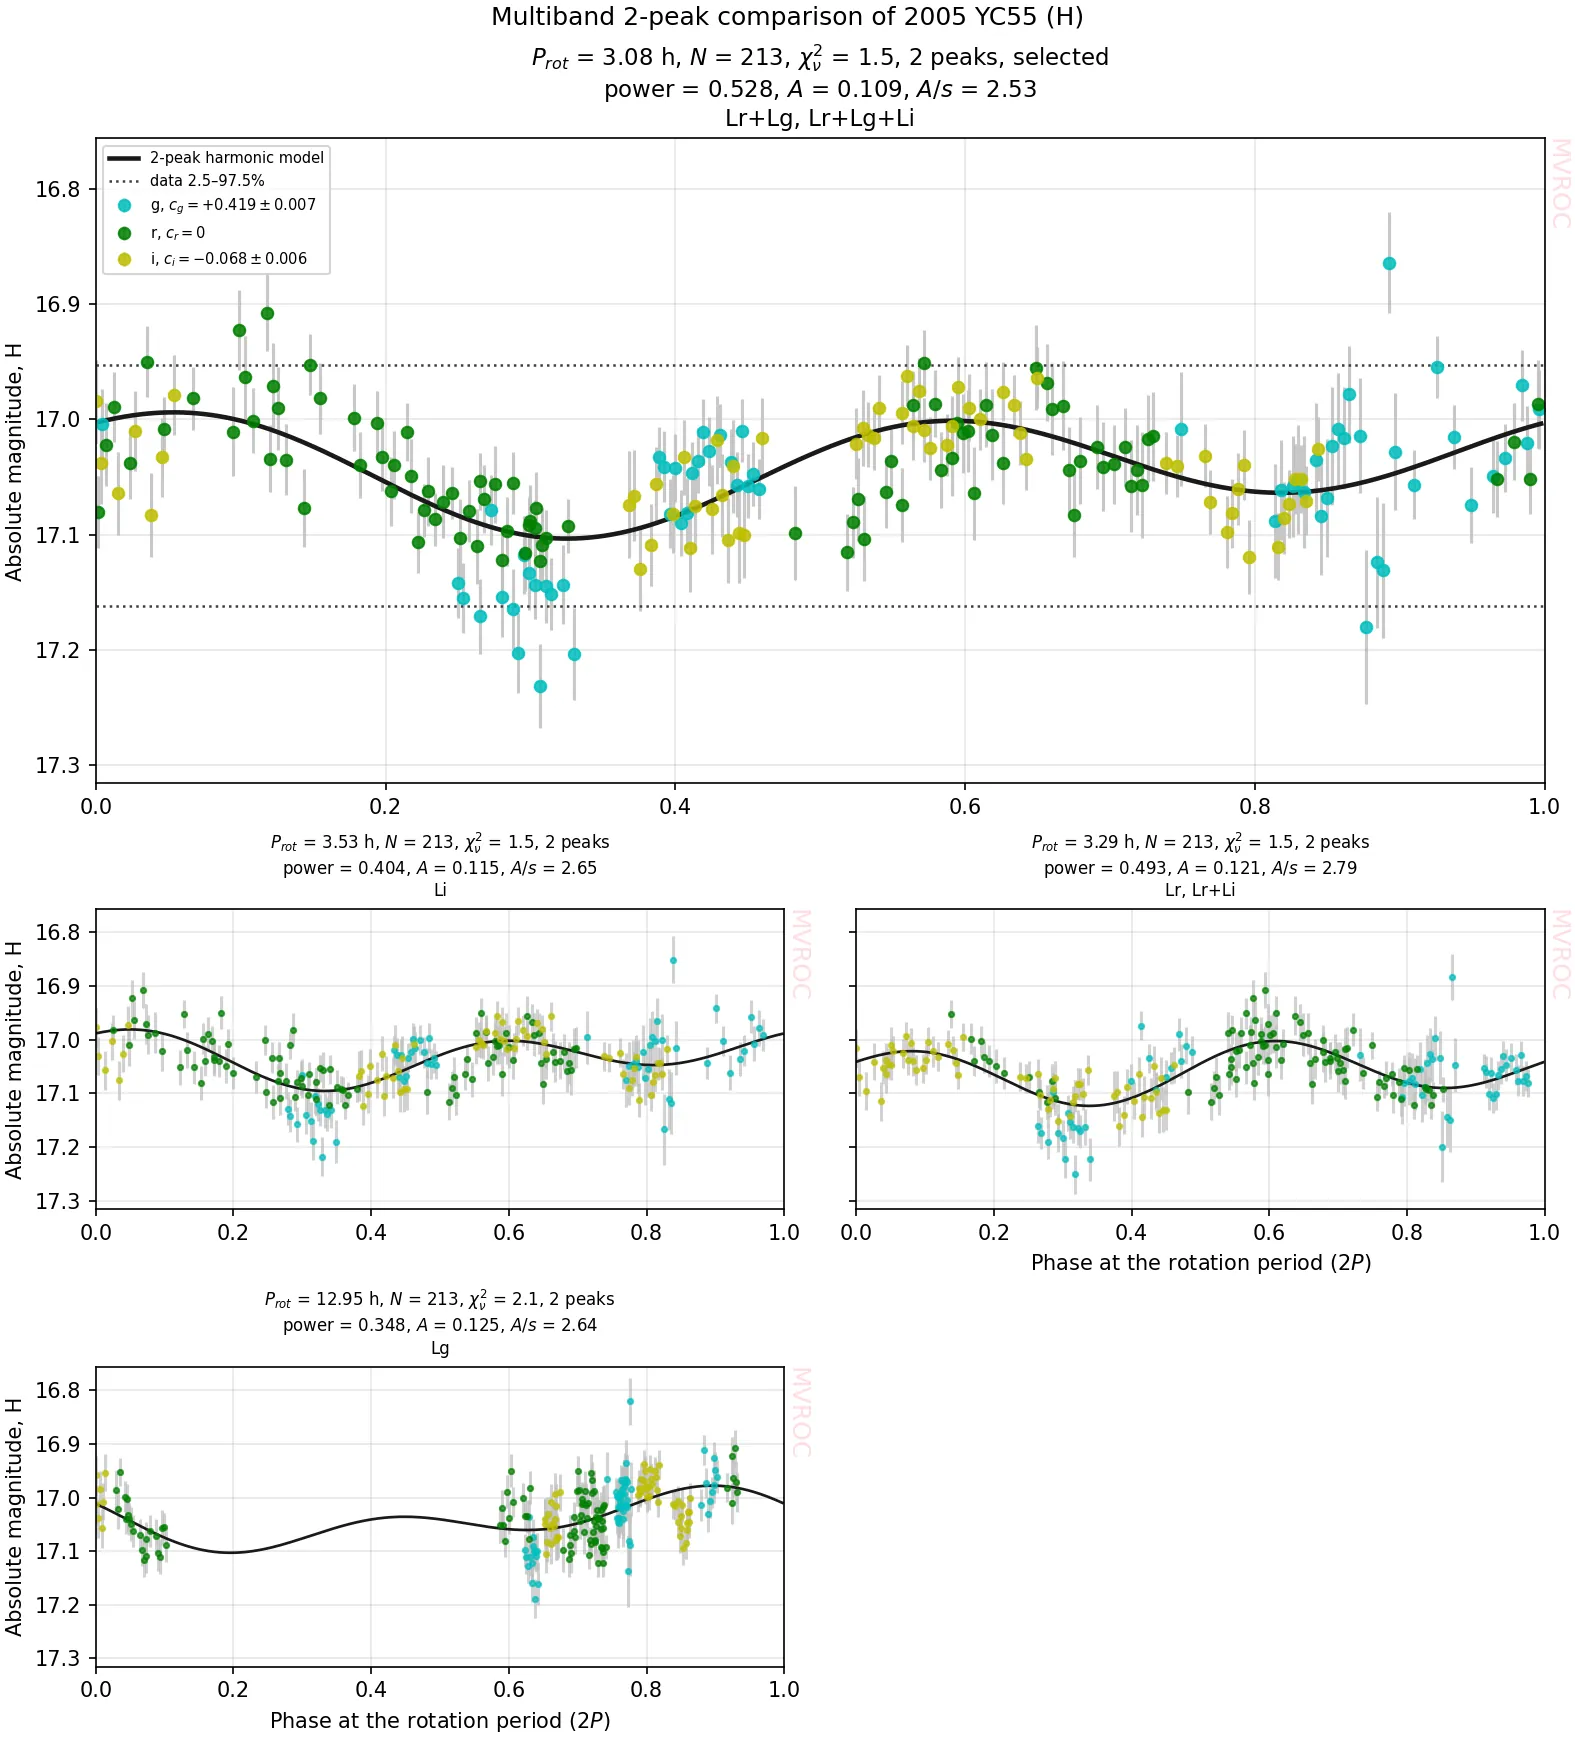 Multiband 2-peak comparison of 2005 YC55 (H)
P_rot = 3.08 h, N = 213, χ²_ν = 1.5, 2 peaks, selected
power = 0.528, A = 0.109, A/s = 2.53
Lr+Lg, Lr+Lg+Li
2-peak harmonic model
data 2.5–97.5%
g, c_g = +0.419 ± 0.007
r, c_r = 0
i, c_i = −0.068 ± 0.006
MVROC
Absolute magnitude, H
16.8
16.9
17.0
17.1
17.2
17.3
0.0 0.2 0.4 0.6 0.8 1.0
P_rot = 3.53 h, N = 213, χ²_ν = 1.5, 2 peaks
power = 0.404, A = 0.115, A/s = 2.65
Li
MVROC
Absolute magnitude, H
16.8
16.9
17.0
17.1
17.2
17.3
0.0 0.2 0.4 0.6 0.8 1.0
P_rot = 3.29 h, N = 213, χ²_ν = 1.5, 2 peaks
power = 0.493, A = 0.121, A/s = 2.79
Lr, Lr+Li
MVROC
0.0 0.2 0.4 0.6 0.8 1.0
Phase at the rotation period (2P)
P_rot = 12.95 h, N = 213, χ²_ν = 2.1, 2 peaks
power = 0.348, A = 0.125, A/s = 2.64
Lg
MVROC
Absolute magnitude, H
16.8
16.9
17.0
17.1
17.2
17.3
0.0 0.2 0.4 0.6 0.8 1.0
Phase at the rotation period (2P)